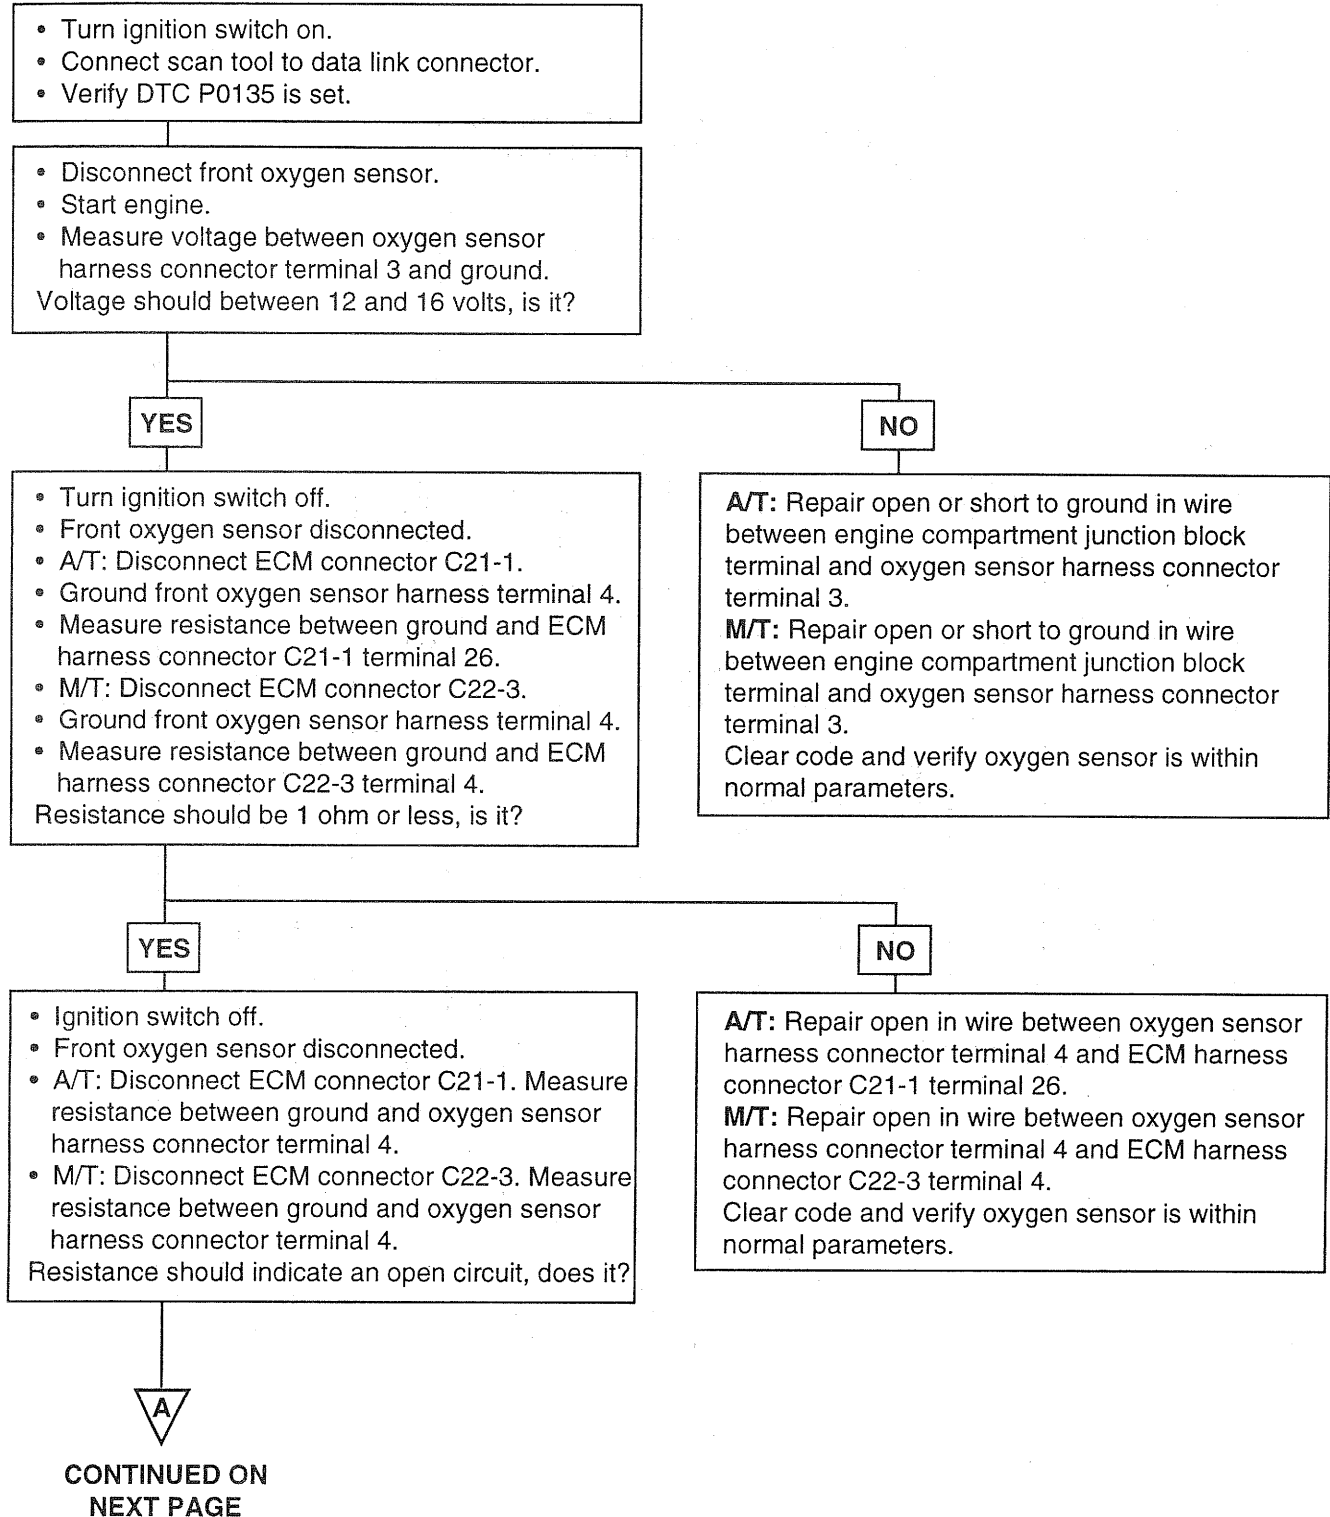 • Turn ignition switch on.
• Connect scan tool to data link connector.
• Verify DTC P0135 is set.
• Disconnect front oxygen sensor.
• Start engine.
• Measure voltage between oxygen sensor
harness connector terminal 3 and ground.
Voltage should between 12 and 16 volts, is it?
YES
NO
• Turn ignition switch off.
• Front oxygen sensor disconnected.
• A/T: Disconnect ECM connector C21-1.
• Ground front oxygen sensor harness terminal 4.
• Measure resistance between ground and ECM
harness connector C21-1 terminal 26.
• M/T: Disconnect ECM connector C22-3.
• Ground front oxygen sensor harness terminal 4.
• Measure resistance between ground and ECM
harness connector C22-3 terminal 4.
Resistance should be 1 ohm or less, is it?
A/T: Repair open or short to ground in wire
between engine compartment junction block
terminal and oxygen sensor harness connector
terminal 3.
M/T: Repair open or short to ground in wire
between engine compartment junction block
terminal and oxygen sensor harness connector
terminal 3.
Clear code and verify oxygen sensor is within
normal parameters.
YES
NO
• Ignition switch off.
• Front oxygen sensor disconnected.
• A/T: Disconnect ECM connector C21-1. Measure
resistance between ground and oxygen sensor
harness connector terminal 4.
• M/T: Disconnect ECM connector C22-3. Measure
resistance between ground and oxygen sensor
harness connector terminal 4.
Resistance should indicate an open circuit, does it?
A/T: Repair open in wire between oxygen sensor
harness connector terminal 4 and ECM harness
connector C21-1 terminal 26.
M/T: Repair open in wire between oxygen sensor
harness connector terminal 4 and ECM harness
connector C22-3 terminal 4.
Clear code and verify oxygen sensor is within
normal parameters.
A
CONTINUED ON
NEXT PAGE